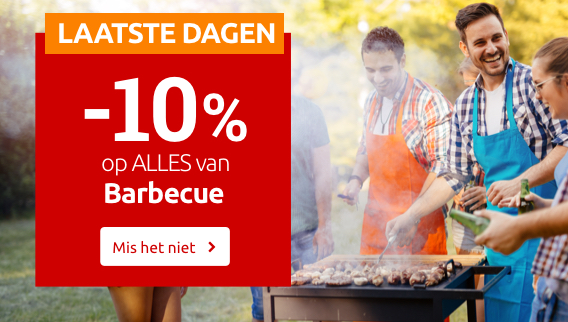 LAATSTE DAGEN
-10%
op ALLES van
Barbecue
Mis het niet